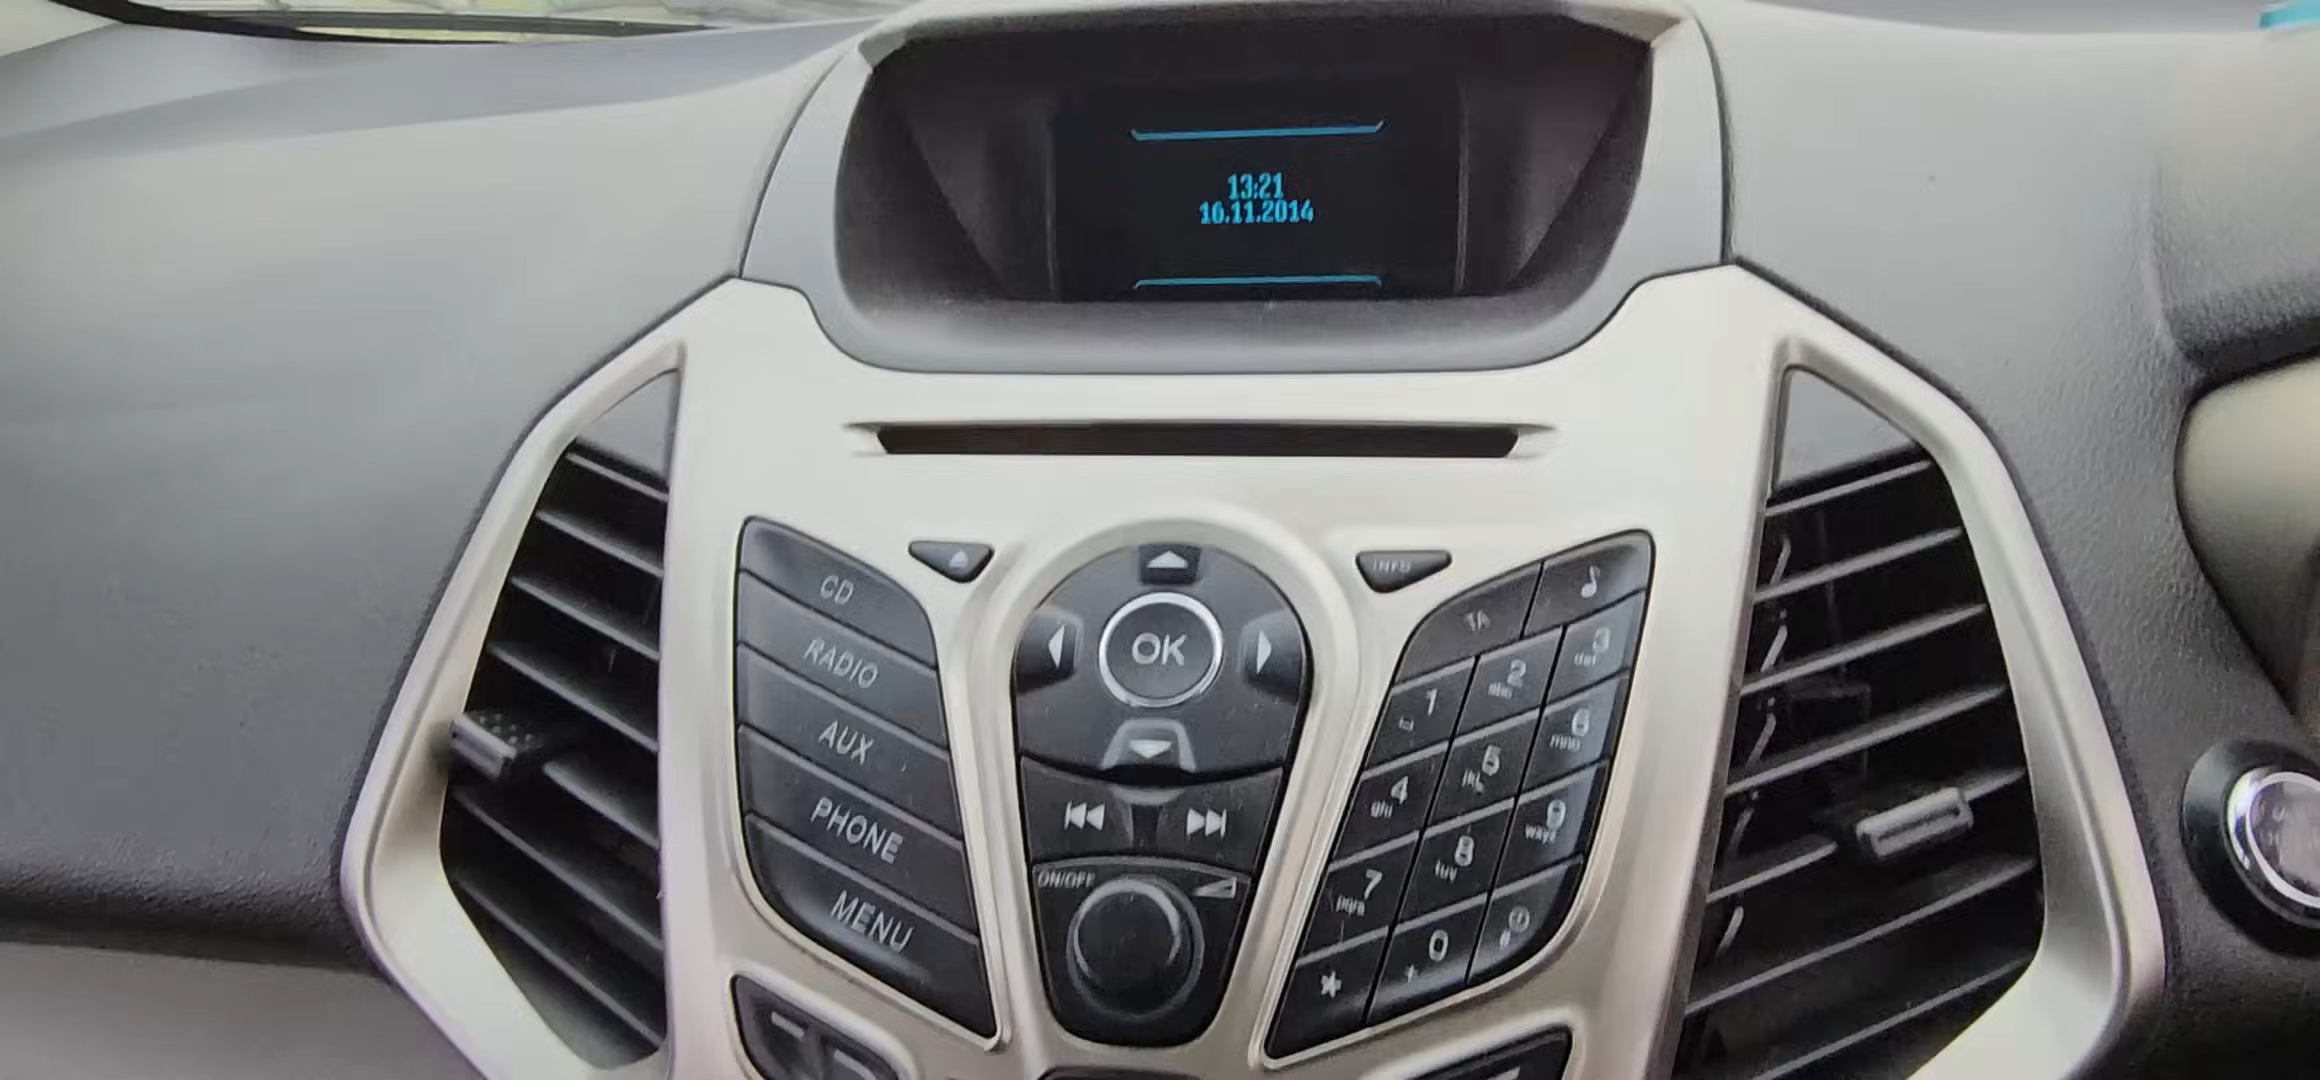 13:21
16.11.2014
CD
RADIO
AUX
PHONE
MENU
INFO
OK
ON/OFF
TA
1
2 abc
3 def
4 ghi
5 jkl
6 mno
7 pqrs
8 tuv
9 wxyz
*
0 +
#